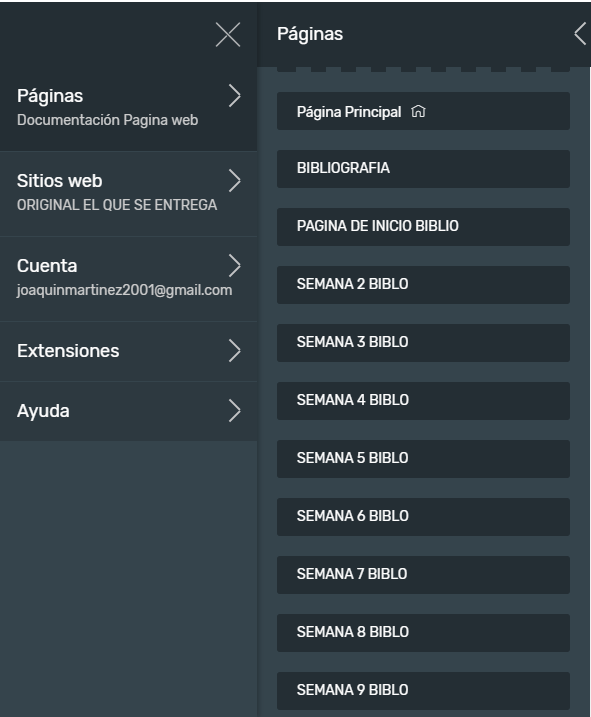 Páginas
Documentación Pagina web
Sitios web
ORIGINAL EL QUE SE ENTREGA
Cuenta
joaquinmartinez2001@gmail.com
Extensiones
Ayuda
Páginas
Página Principal
BIBLIOGRAFIA
PAGINA DE INICIO BIBLIO
SEMANA 2 BIBLO
SEMANA 3 BIBLO
SEMANA 4 BIBLO
SEMANA 5 BIBLO
SEMANA 6 BIBLO
SEMANA 7 BIBLO
SEMANA 8 BIBLO
SEMANA 9 BIBLO